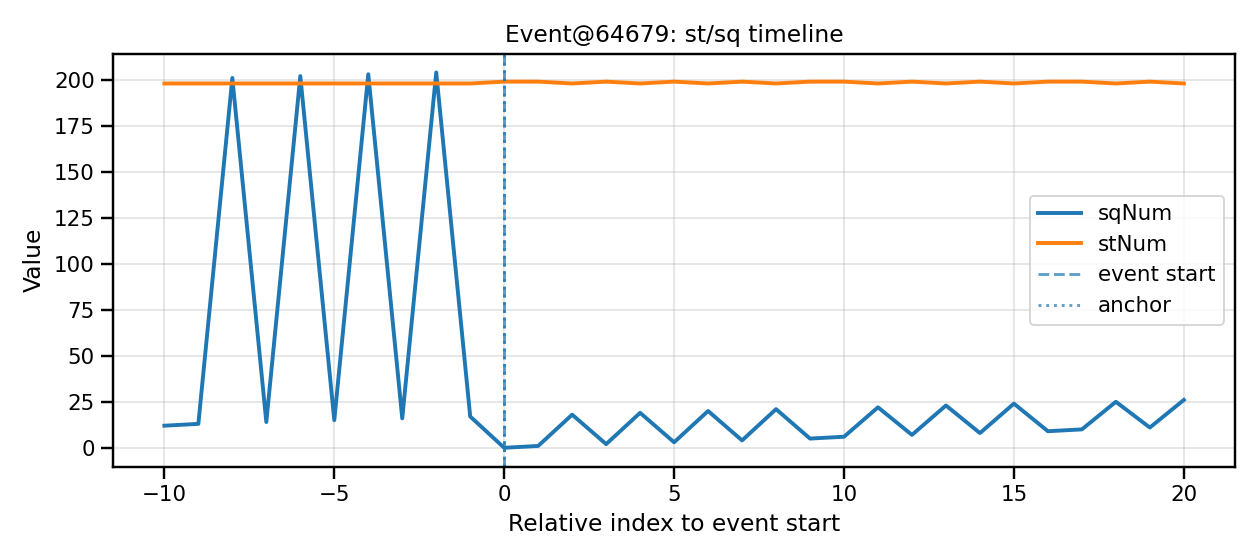 Event@64679: st/sq timeline
Value
200
175
150
125
100
75
50
25
0
sqNum
stNum
event start
anchor
−10
−5
0
5
10
15
20
Relative index to event start